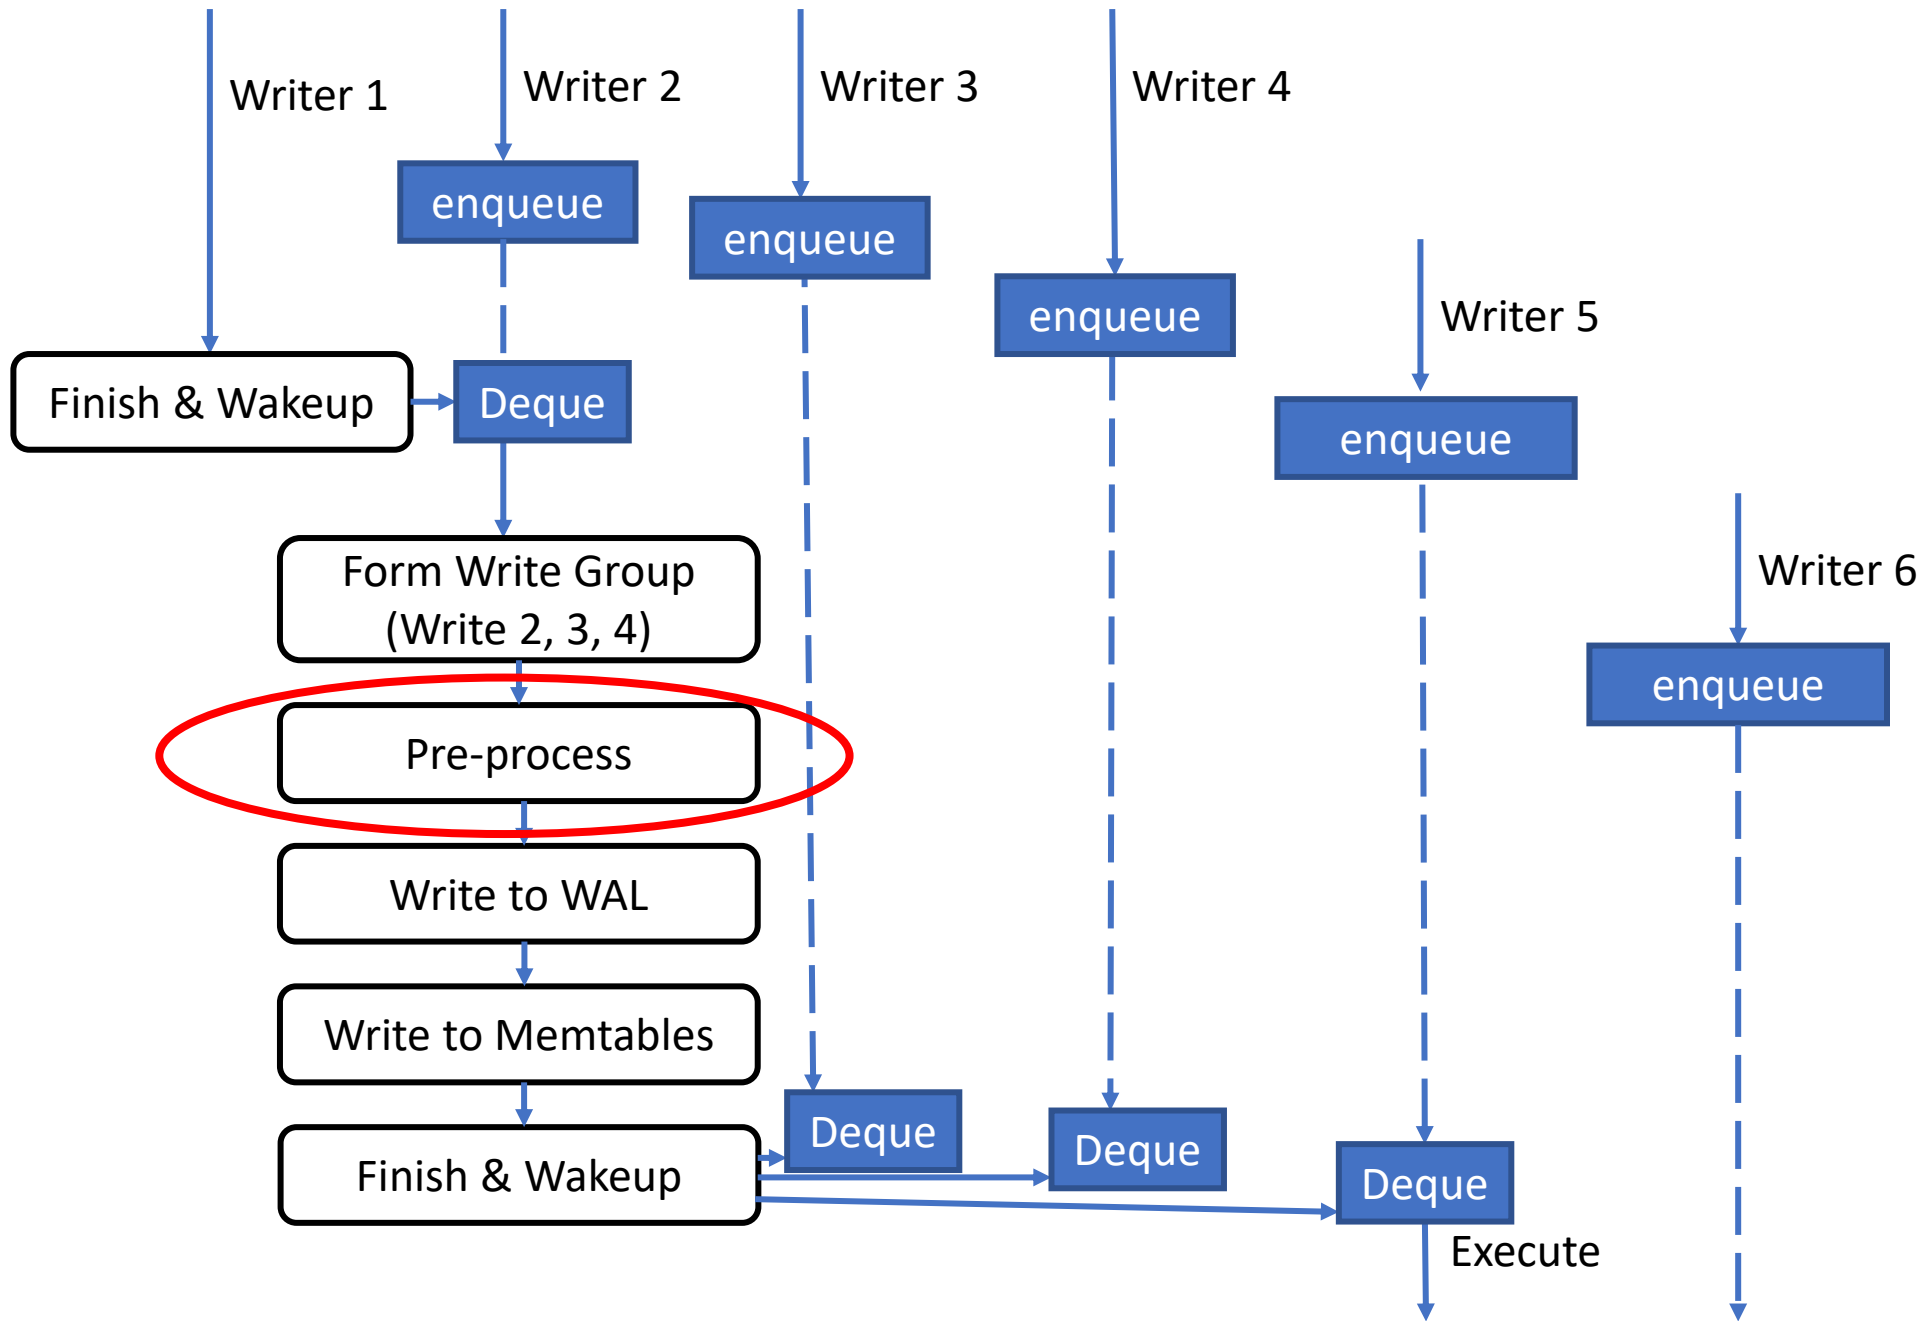 Writer 1
Writer 2
Writer 3
Writer 4
enqueue
enqueue
enqueue
Writer 5
Finish & Wakeup
Deque
enqueue
Form Write Group
(Write 2, 3, 4)
Writer 6
enqueue
Pre-process
Write to WAL
Write to Memtables
Finish & Wakeup
Deque
Deque
Deque
Execute